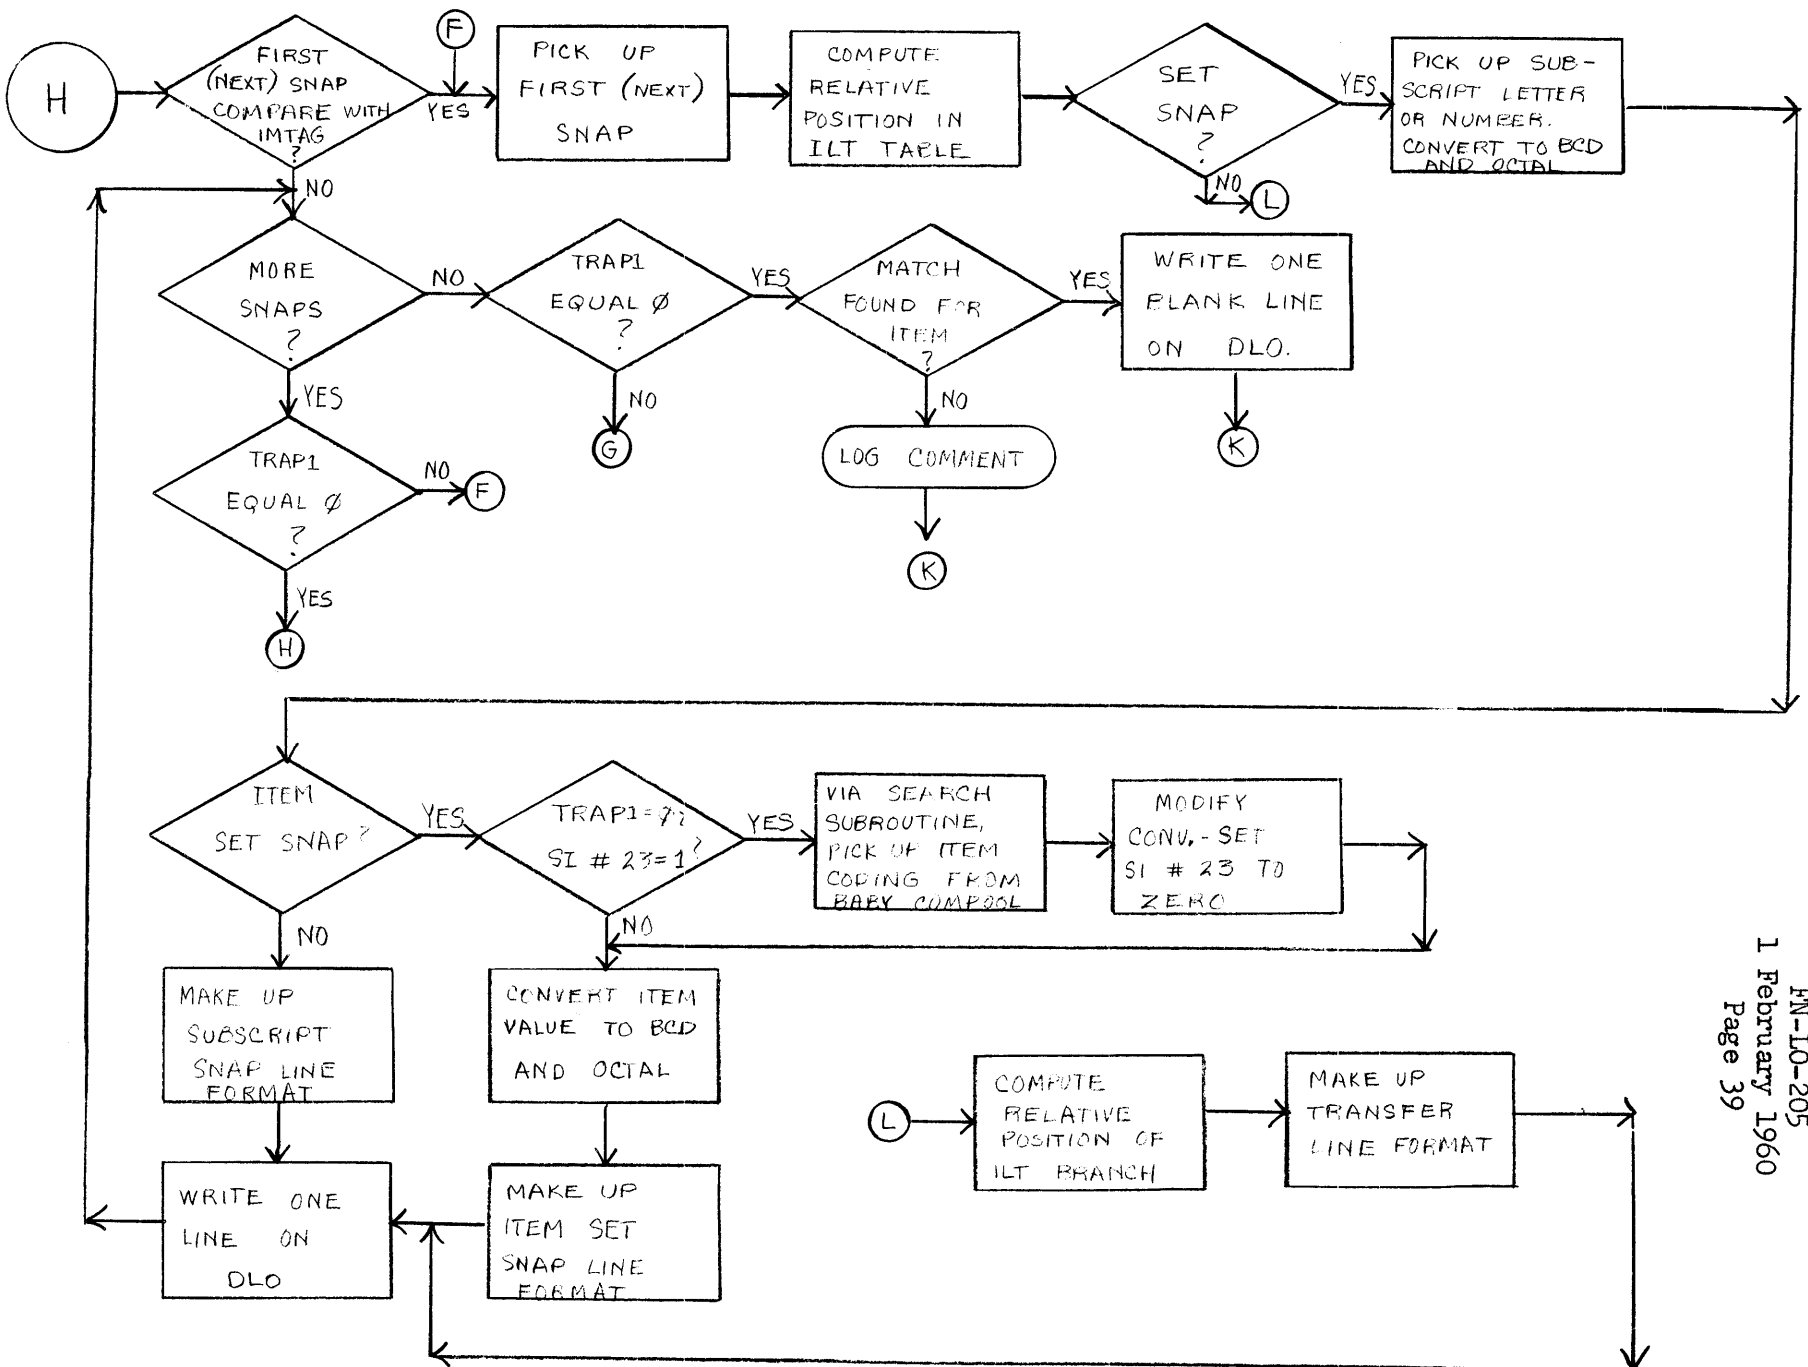 H
FIRST
(NEXT) SNAP
COMPARE WITH
IMTAG
?
YES
NO
F
PICK UP
FIRST (NEXT)
SNAP
COMPUTE
RELATIVE
POSITION IN
ILT TABLE
SET
SNAP
?
YES
NO
L
PICK UP SUB-
SCRIPT LETTER
OR NUMBER.
CONVERT TO BCD
AND OCTAL
MORE
SNAPS
?
NO
YES
TRAP1
EQUAL Ø
?
YES
NO
G
MATCH
FOUND FOR
ITEM
?
YES
NO
WRITE ONE
BLANK LINE
ON DLO.
K
LOG COMMENT
K
TRAP1
EQUAL Ø
?
NO
F
YES
H
ITEM
SET SNAP?
YES
NO
TRAP1=Ø?
SI # 23=1?
YES
NO
VIA SEARCH
SUBROUTINE,
PICK UP ITEM
CODING FROM
BABY COMPOOL
MODIFY
CONV.-SET
SI # 23 TO
ZERO
MAKE UP
SUBSCRIPT
SNAP LINE
FORMAT
CONVERT ITEM
VALUE TO BCD
AND OCTAL
WRITE ONE
LINE ON
DLO
MAKE UP
ITEM SET
SNAP LINE
FORMAT
L
COMPUTE
RELATIVE
POSITION OF
ILT BRANCH
MAKE UP
TRANSFER
LINE FORMAT
FN-LO-205
1 February 1960
Page 39